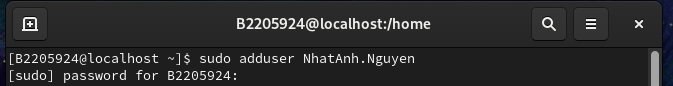 B2205924@localhost:/home
[B2205924@localhost ~]$ sudo adduser NhatAnh.Nguyen
[sudo] password for B2205924: